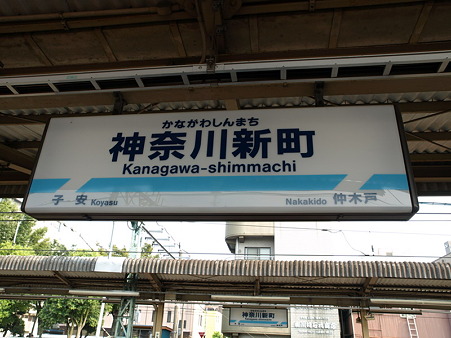 かながわしんまち
神奈川新町
Kanagawa-shimmachi
子安 Koyasu
Nakakido 仲木戸
神奈川新町